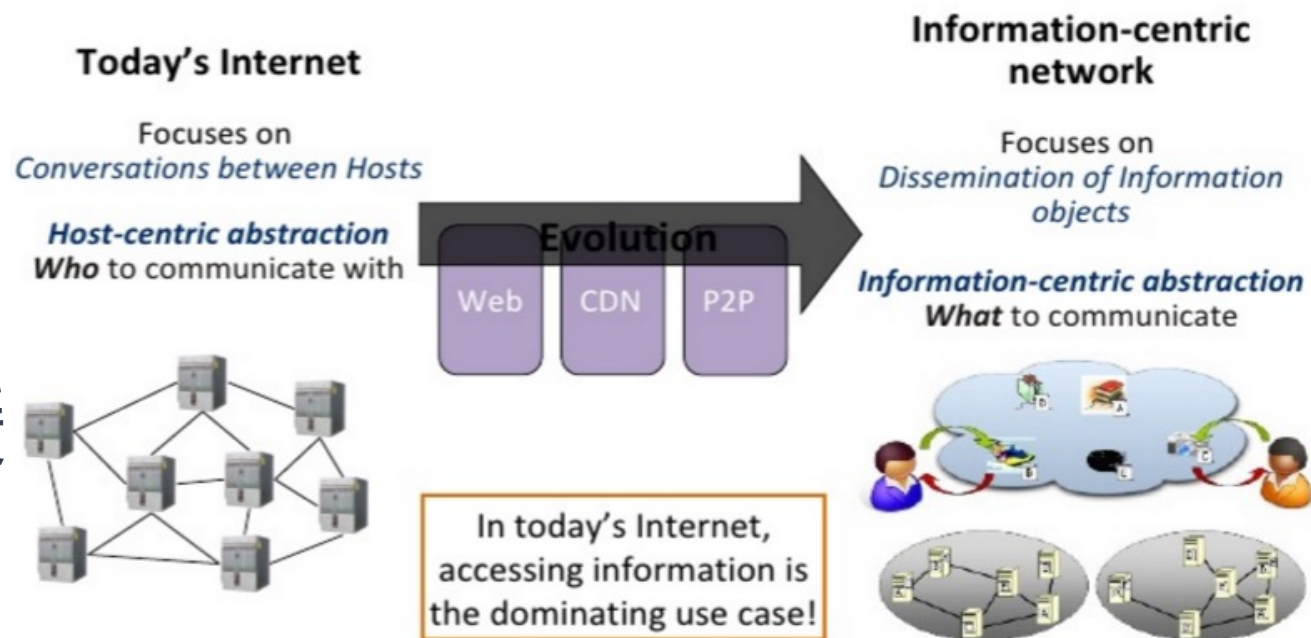 Today's Internet
Focuses on
Conversations between Hosts
Host-centric abstraction
Who to communicate with
Evolution
Web
CDN
P2P
In today's Internet,
accessing information is
the dominating use case!
Information-centric
network
Focuses on
Dissemination of Information
objects
Information-centric abstraction
What to communicate
D
A
B
C